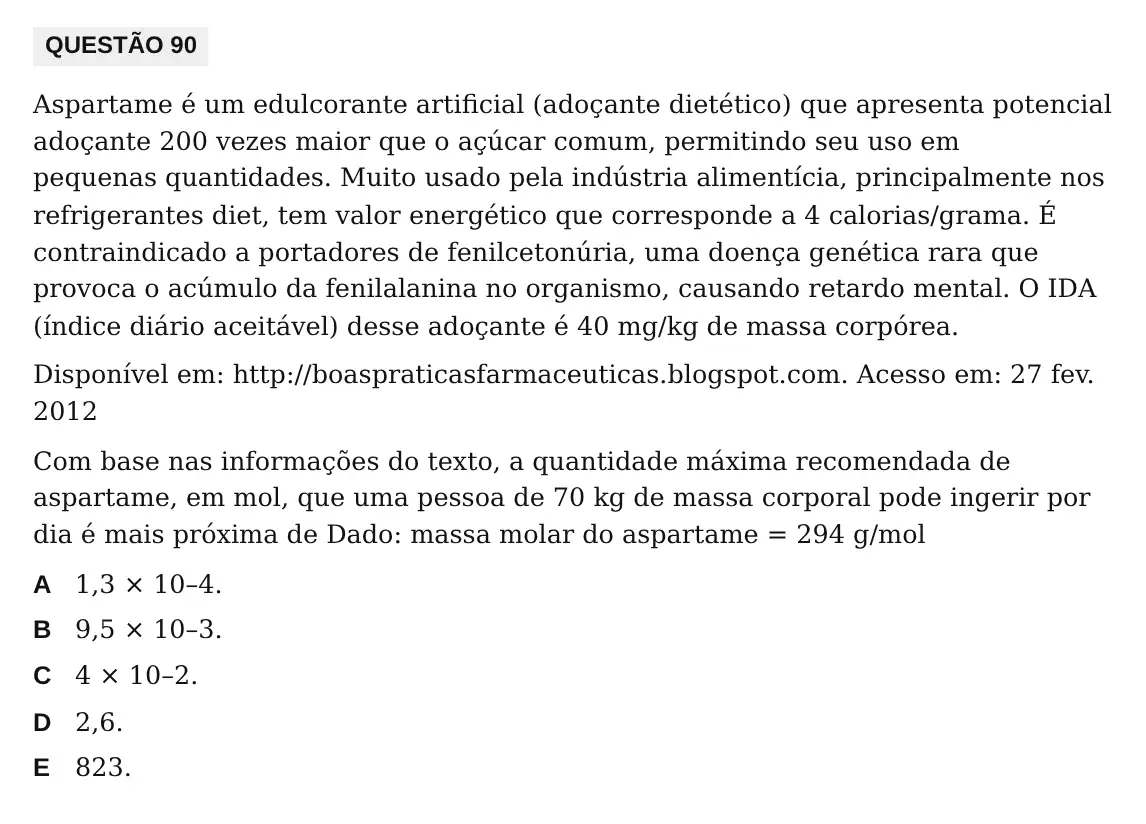 QUESTÃO 90
Aspartame é um edulcorante artificial (adoçante dietético) que apresenta potencial
adoçante 200 vezes maior que o açúcar comum, permitindo seu uso em
pequenas quantidades. Muito usado pela indústria alimentícia, principalmente nos
refrigerantes diet, tem valor energético que corresponde a 4 calorias/grama. É
contraindicado a portadores de fenilcetonúria, uma doença genética rara que
provoca o acúmulo da fenilalanina no organismo, causando retardo mental. O IDA
(índice diário aceitável) desse adoçante é 40 mg/kg de massa corpórea.
Disponível em: http://boaspraticasfarmaceuticas.blogspot.com. Acesso em: 27 fev.
2012
Com base nas informações do texto, a quantidade máxima recomendada de
aspartame, em mol, que uma pessoa de 70 kg de massa corporal pode ingerir por
dia é mais próxima de Dado: massa molar do aspartame = 294 g/mol
A 1,3 × 10–4.
B 9,5 × 10–3.
C 4 × 10–2.
D 2,6.
E 823.